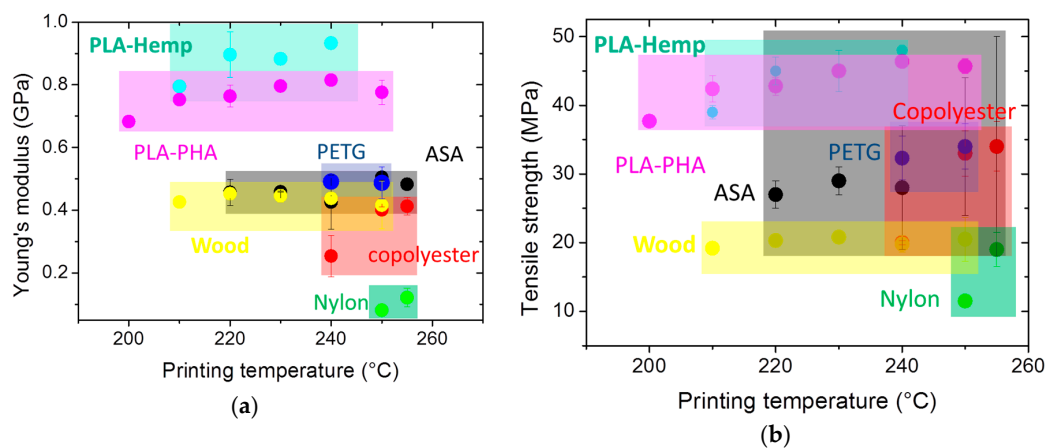 1.0
0.8
0.6
0.4
0.2
Young's modulus (GPa)
PLA-Hemp
PLA-PHA
PETG
ASA
Wood
copolyester
Nylon
200 220 240 260
Printing temperature (°C)
(a)
50
40
30
20
10
Tensile strength (MPa)
PLA-Hemp
Copolyester
PLA-PHA
PETG
ASA
Wood
Nylon
200 220 240 260
Printing temperature (°C)
(b)